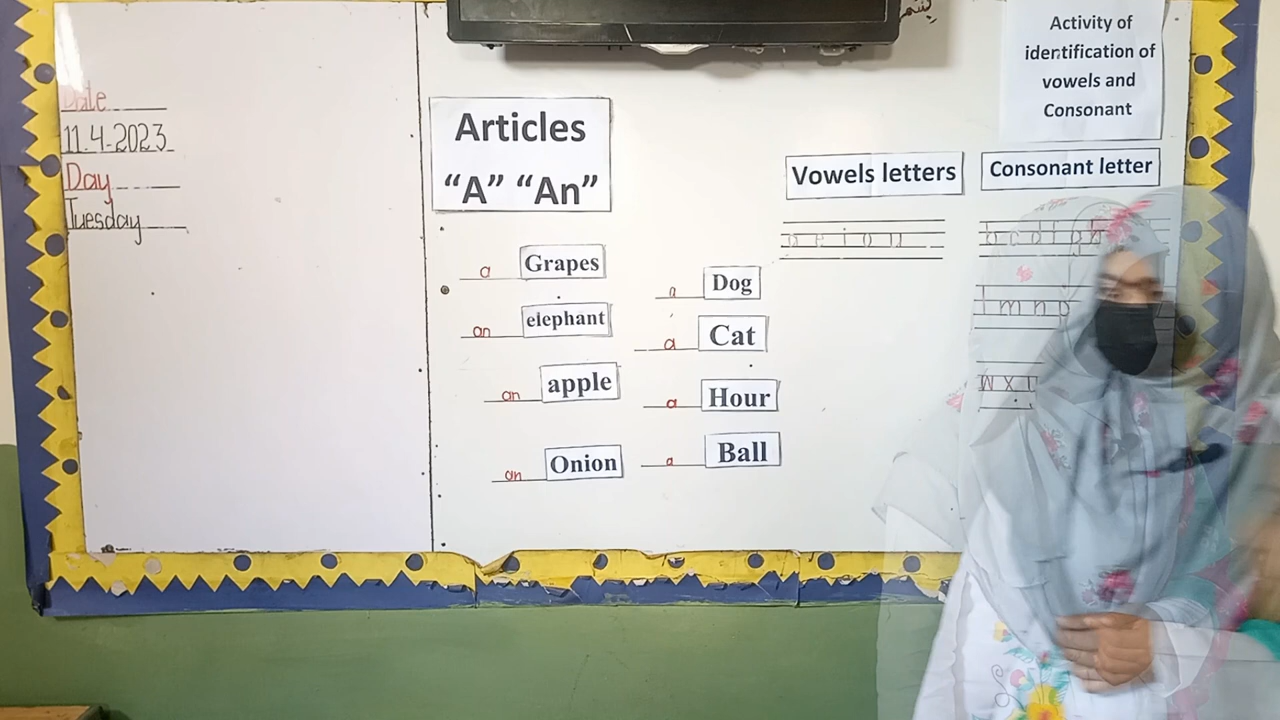 Date
11.4-2023
Day
Tuesday
Articles
“A” “An”
a Grapes
an elephant
an apple
an Onion
a Dog
a Cat
a Hour
a Ball
Activity of
identification of
vowels and
Consonant
Vowels letters
a e i o u
Consonant letter
b c d f g h
l m n p
w x